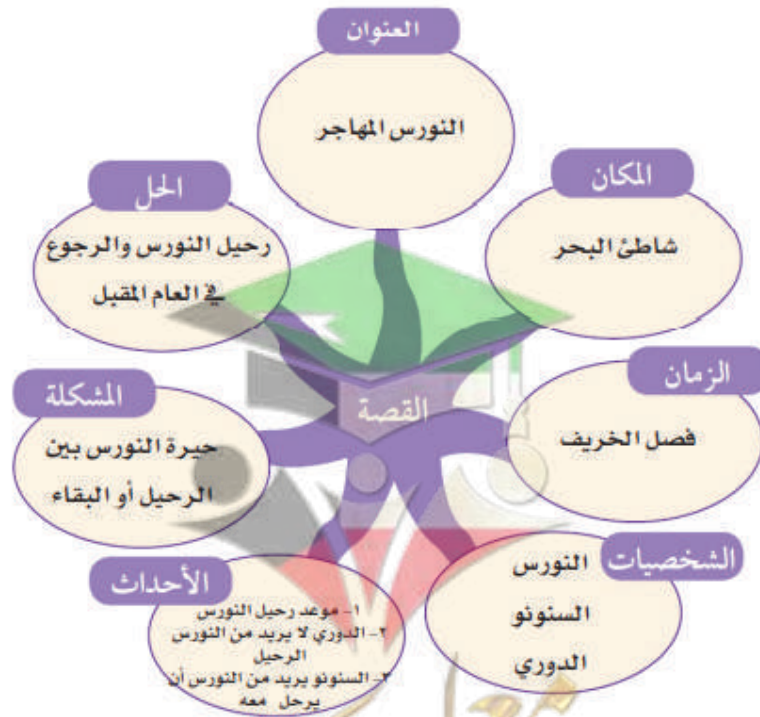 العنوان
النورس المهاجر
المكان
شاطئ البحر
الزمان
فصل الخريف
الشخصيات
النورس
السنونو
الدوري
الأحداث
١- موعد رحيل النورس
٢- الدوري لا يريد من النورس
الرحيل
٣- السنونو يريد من النورس أن
يرحل معه
المشكلة
حيرة النورس بين
الرحيل أو البقاء
الحل
رحيل النورس والرجوع
في العام المقبل
القصة